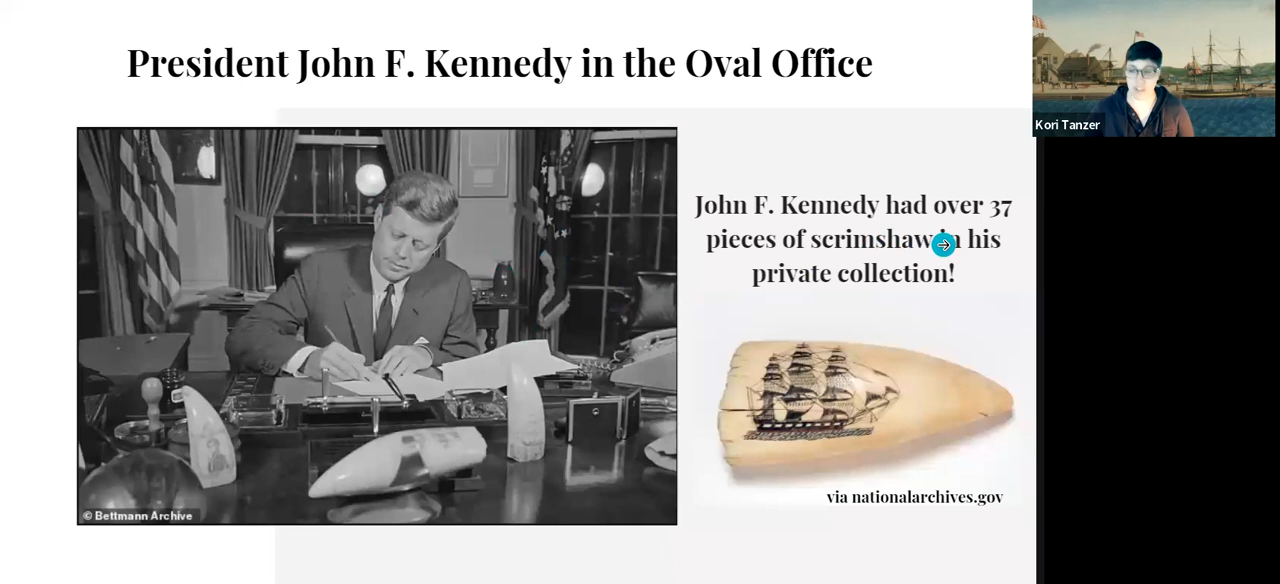 President John F. Kennedy in the Oval Office
Kori Tanzer
John F. Kennedy had over 37
pieces of scrimshaw in his
private collection!
via nationalarchives.gov
© Bettmann Archive